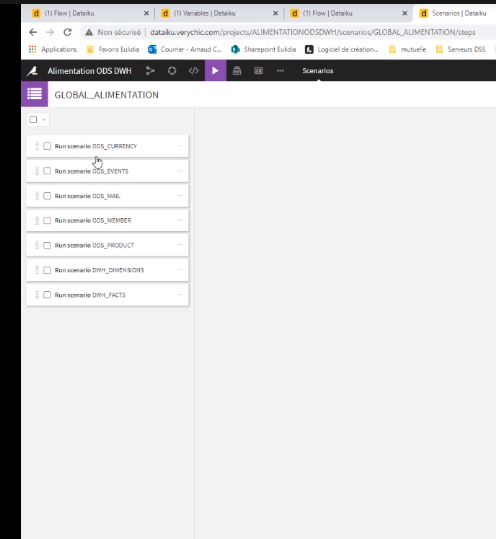 (1) Flow | Dataiku
(1) Variables | Dataiku
(1) Flow | Dataiku
Scenarios | Dataiku
Non sécurisé | dataiku.verychic.com/projects/ALIMENTATIONODSDWH/scenarios/GLOBAL_ALIMENTATION/steps
Applications
Favoris Eulidia
Courrier - Arnaud C...
Sharepoint Eulidia
Logiciel de création...
mutuelle
Serveurs DSS
Alimentation ODS DWH
Scenarios
GLOBAL_ALIMENTATION
Run scenario ODS_CURRENCY
Run scenario ODS_EVENTS
Run scenario ODS_MAIL
Run scenario ODS_MEMBER
Run scenario ODS_PRODUCT
Run scenario DWH_DIMENSIONS
Run scenario DWH_FACTS